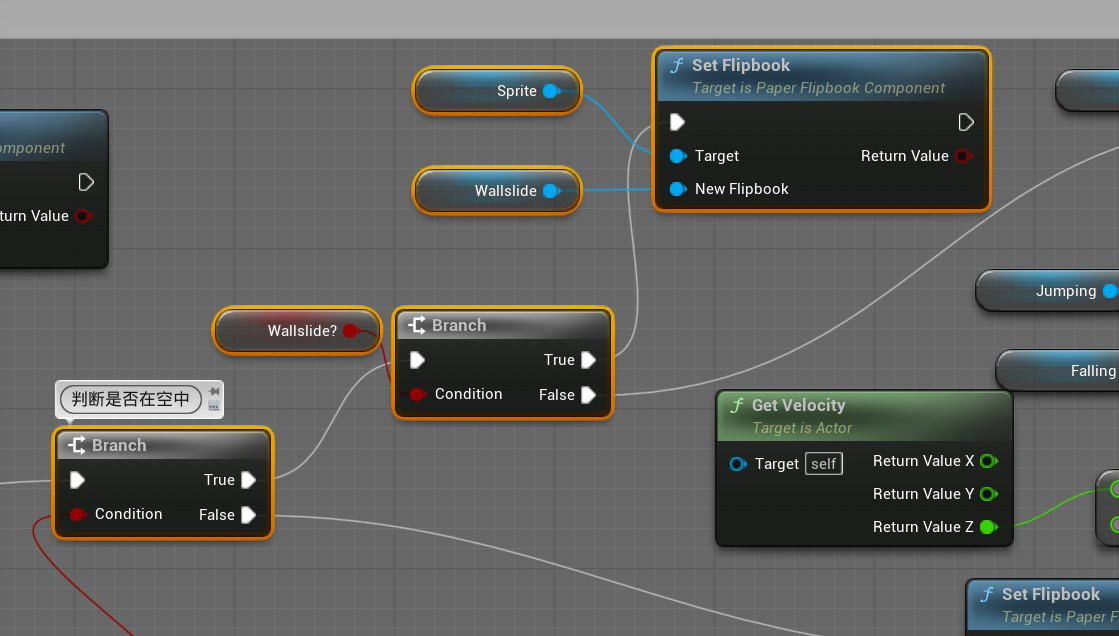 Set Flipbook
Target is Paper Flipbook Component
Sprite
Target
Return Value
New Flipbook
Wallslide
omponent
turn Value
Wallslide?
Branch
True
Condition
False
Jumping
Falling
判断是否在空中
Branch
True
Condition
False
Get Velocity
Target is Actor
Target
self
Return Value X
Return Value Y
Return Value Z
Set Flipbook
Target is Paper F